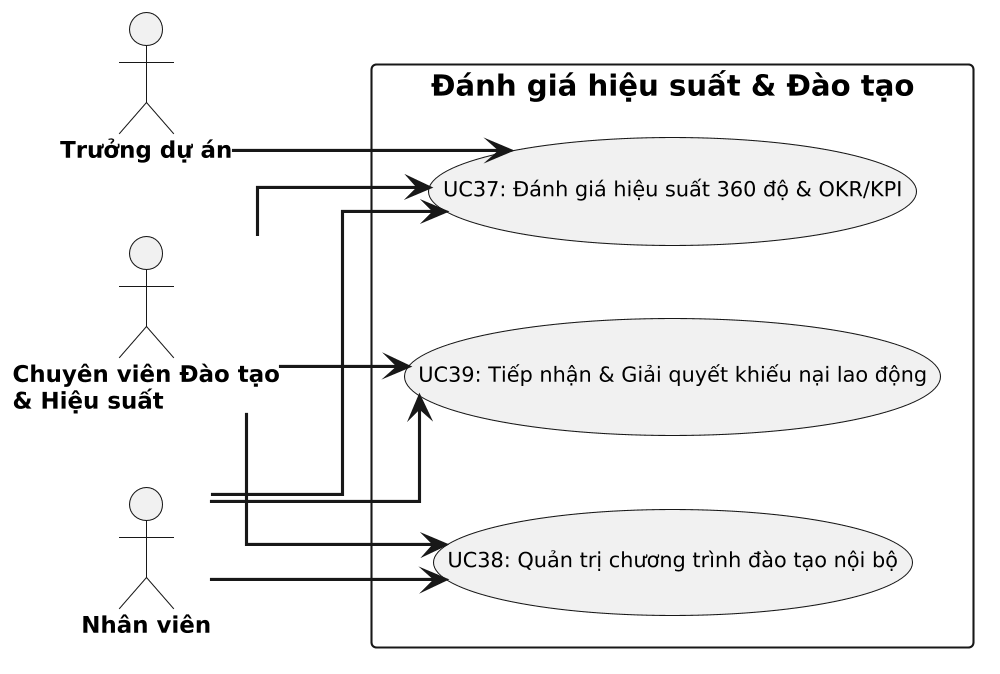 Đánh giá hiệu suất & Đào tạo
Trưởng dự án
UC37: Đánh giá hiệu suất 360 độ & OKR/KPI
Chuyên viên Đào tạo
& Hiệu suất
UC39: Tiếp nhận & Giải quyết khiếu nại lao động
UC38: Quản trị chương trình đào tạo nội bộ
Nhân viên